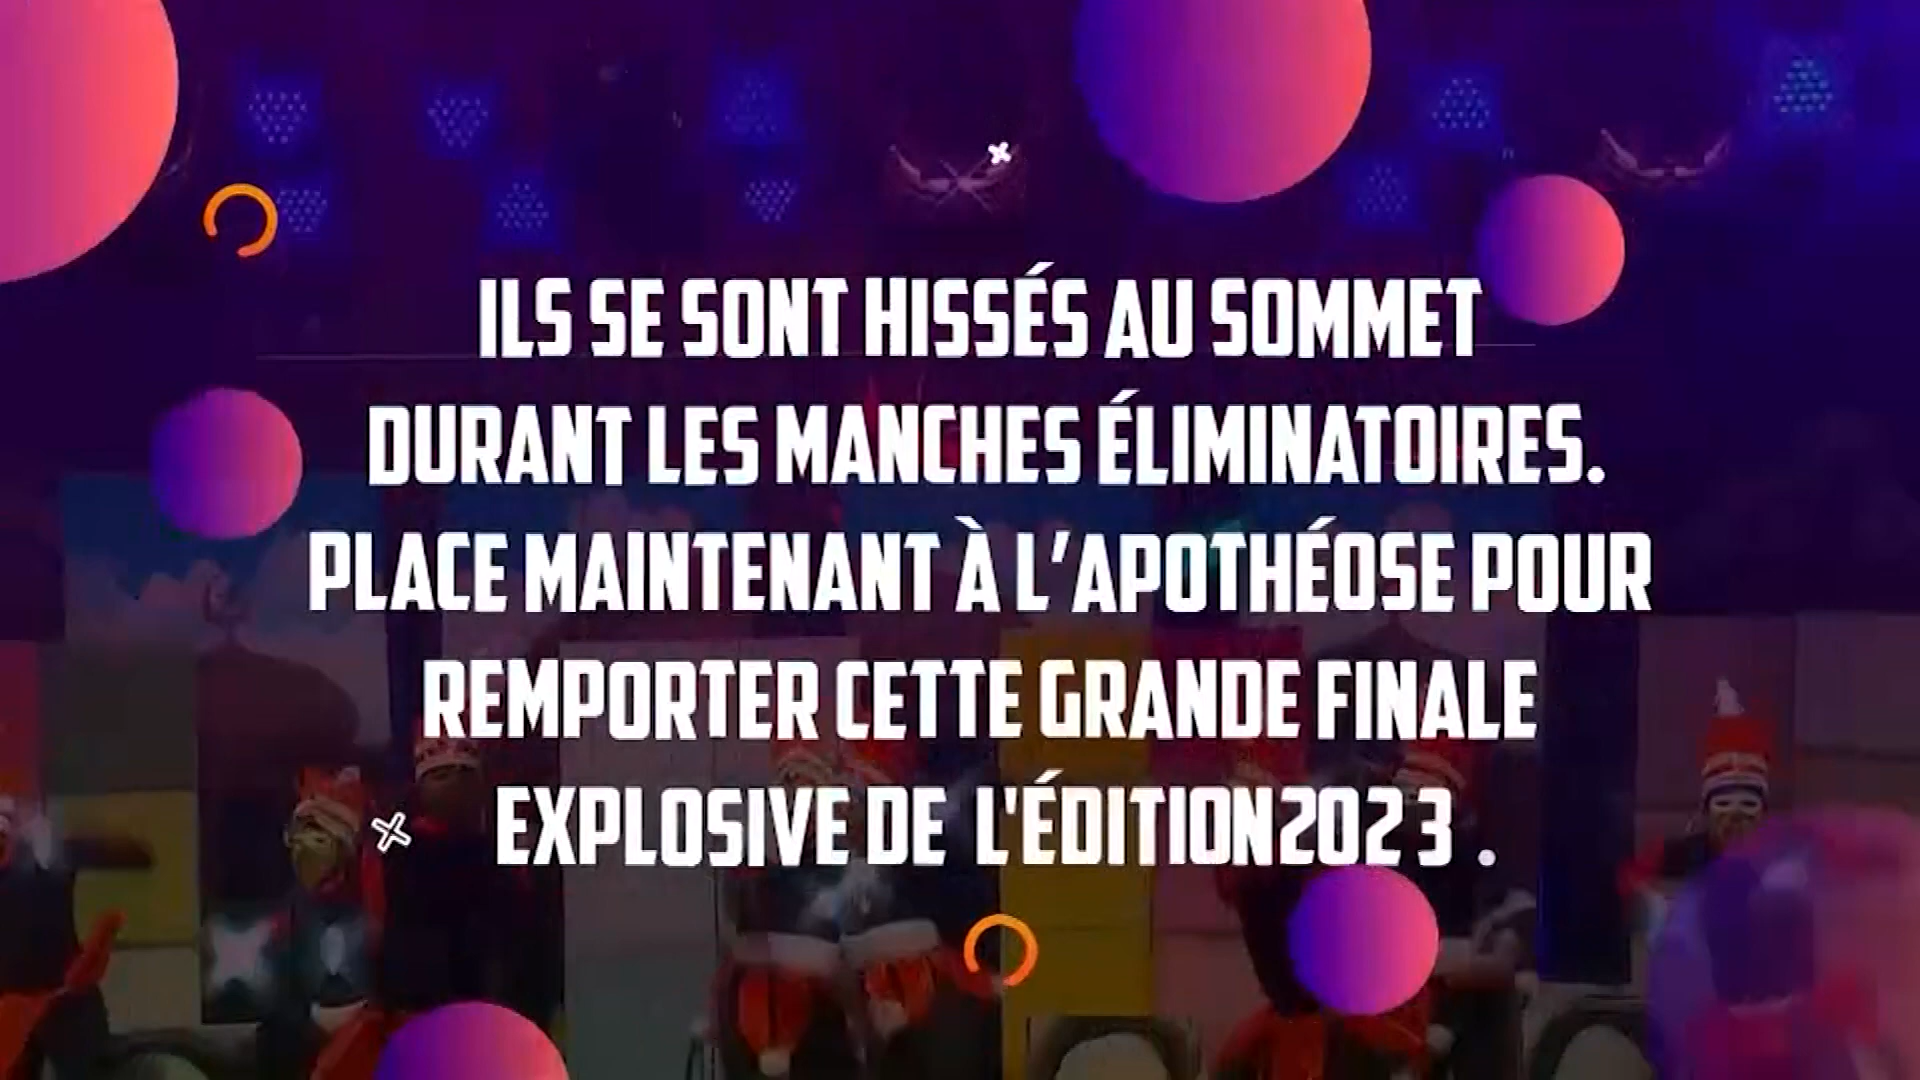 ILS SE SONT HISSÉS AU SOMMET
DURANT LES MANCHES ÉLIMINATOIRES.
PLACE MAINTENANT À L'APOTHÉOSE POUR
REMPORTER CETTE GRANDE FINALE
EXPLOSIVE DE L'ÉDITION2023 .